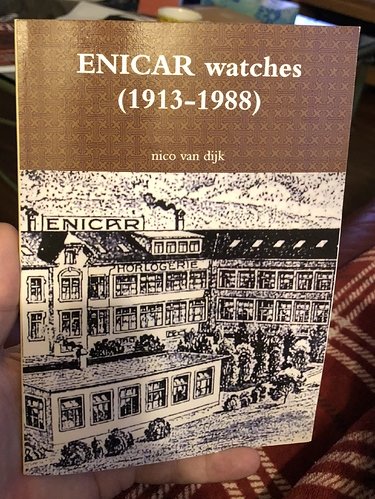 ENICAR watches
(1913-1988)
nico van dijk
ENICAR
HORLOGERIE